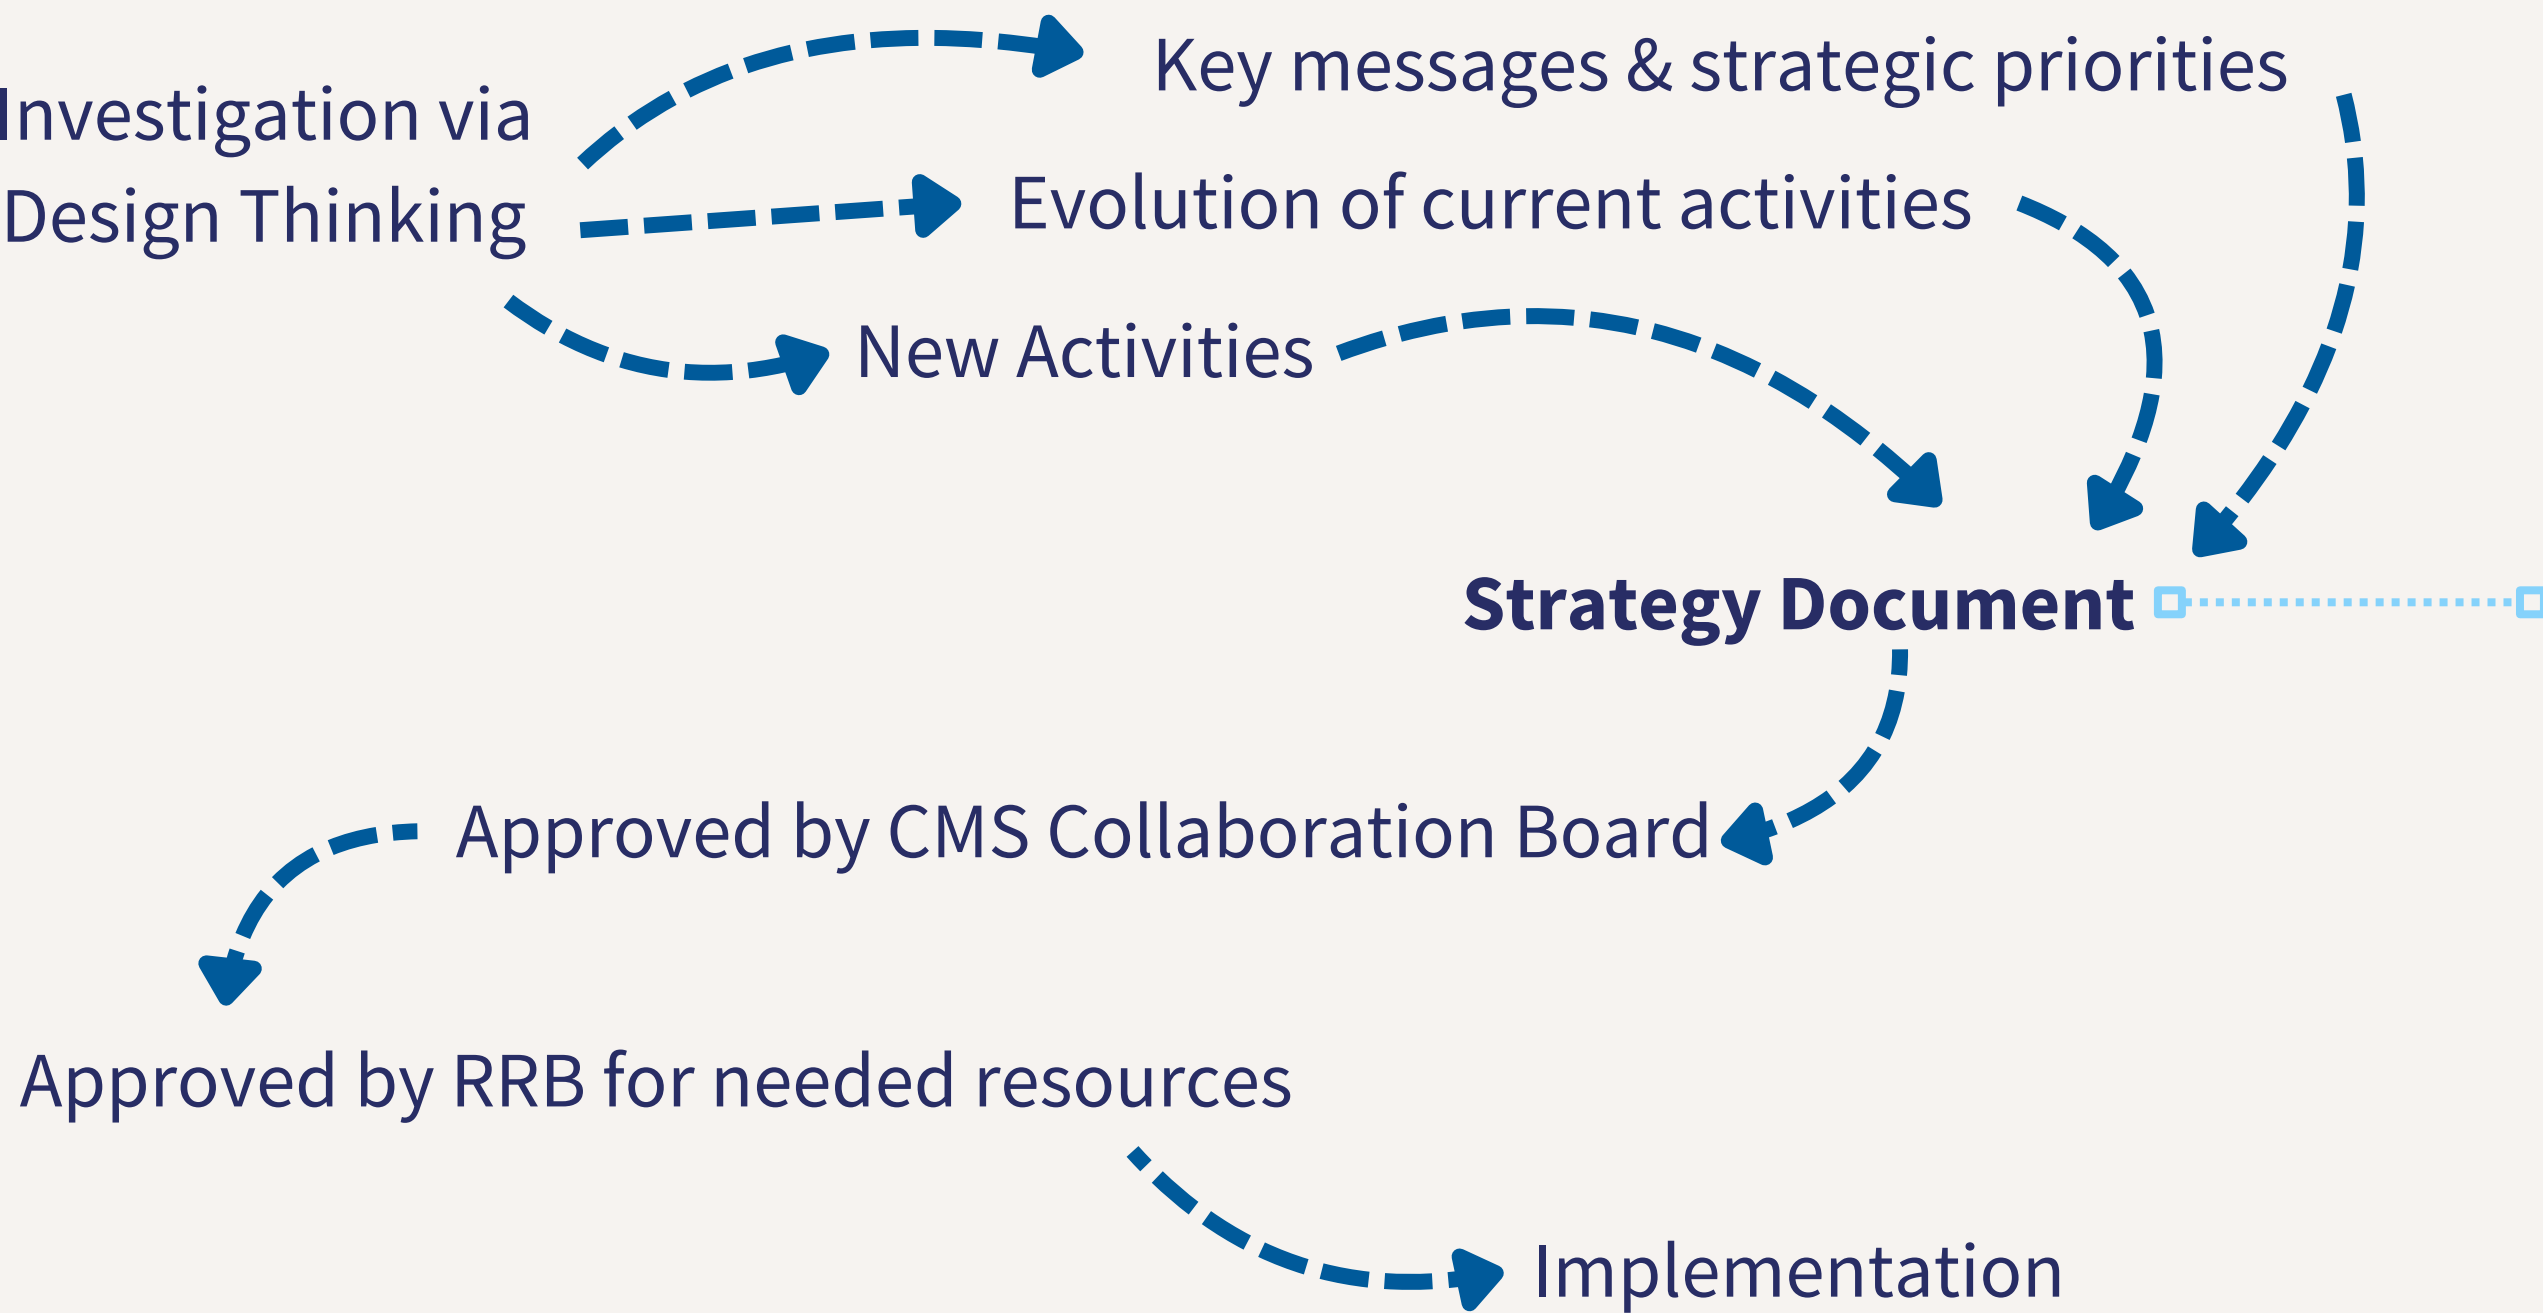 Investigation via
Design Thinking
Key messages & strategic priorities
Evolution of current activities
New Activities
Strategy Document
Approved by CMS Collaboration Board
Approved by RRB for needed resources
Implementation